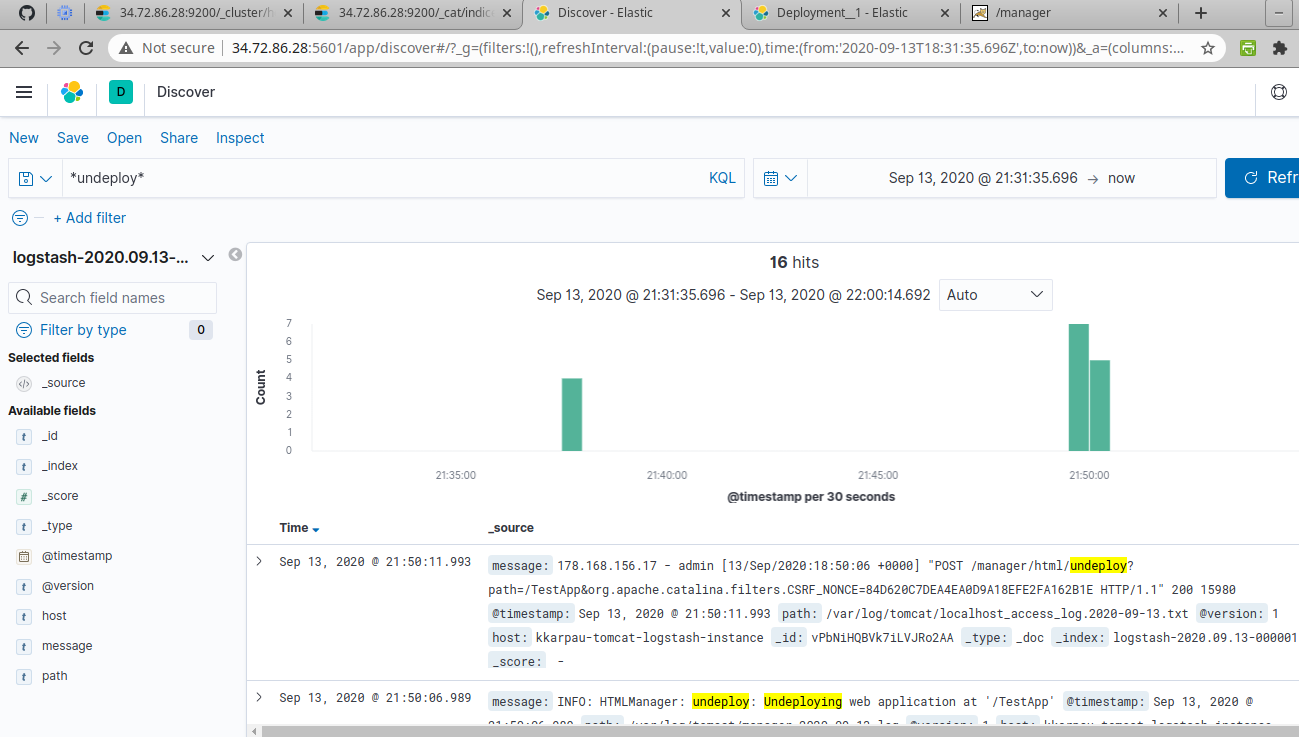 34.72.86.28:9200/_cluster/h
34.72.86.28:9200/_cat/indic
Discover - Elastic
Deployment__1 - Elastic
/manager
Not secure
34.72.86.28:5601/app/discover#/?_g=(filters:!(),refreshInterval:(pause:!t,value:0),time:(from:'2020-09-13T18:31:35.696Z',to:now))&_a=(columns:...
D
Discover
New
Save
Open
Share
Inspect
*undeploy*
KQL
Sep 13, 2020 @ 21:31:35.696
→
now
Refr
+ Add filter
logstash-2020.09.13-...
Search field names
Filter by type
0
Selected fields
_source
Available fields
t _id
t _index
# _score
t _type
@timestamp
t @version
t host
t message
t path
16 hits
Sep 13, 2020 @ 21:31:35.696 - Sep 13, 2020 @ 22:00:14.692
Auto
Count
7
6
5
4
3
2
1
0
21:35:00
21:40:00
21:45:00
21:50:00
@timestamp per 30 seconds
Time
_source
Sep 13, 2020 @ 21:50:11.993
message: 178.168.156.17 - admin [13/Sep/2020:18:50:06 +0000] "POST /manager/html/undeploy?
path=/TestApp&org.apache.catalina.filters.CSRF_NONCE=84D620C7DEA4EA0D9A18EFE2FA162B1E HTTP/1.1" 200 15980
@timestamp: Sep 13, 2020 @ 21:50:11.993 path: /var/log/tomcat/localhost_access_log.2020-09-13.txt @version: 1
host: kkarpau-tomcat-logstash-instance _id: vPbNiHQBVk7iLVJRo2AA _type: _doc _index: logstash-2020.09.13-000001
_score: -
Sep 13, 2020 @ 21:50:06.989
message: INFO: HTMLManager: undeploy: Undeploying web application at '/TestApp' @timestamp: Sep 13, 2020 @